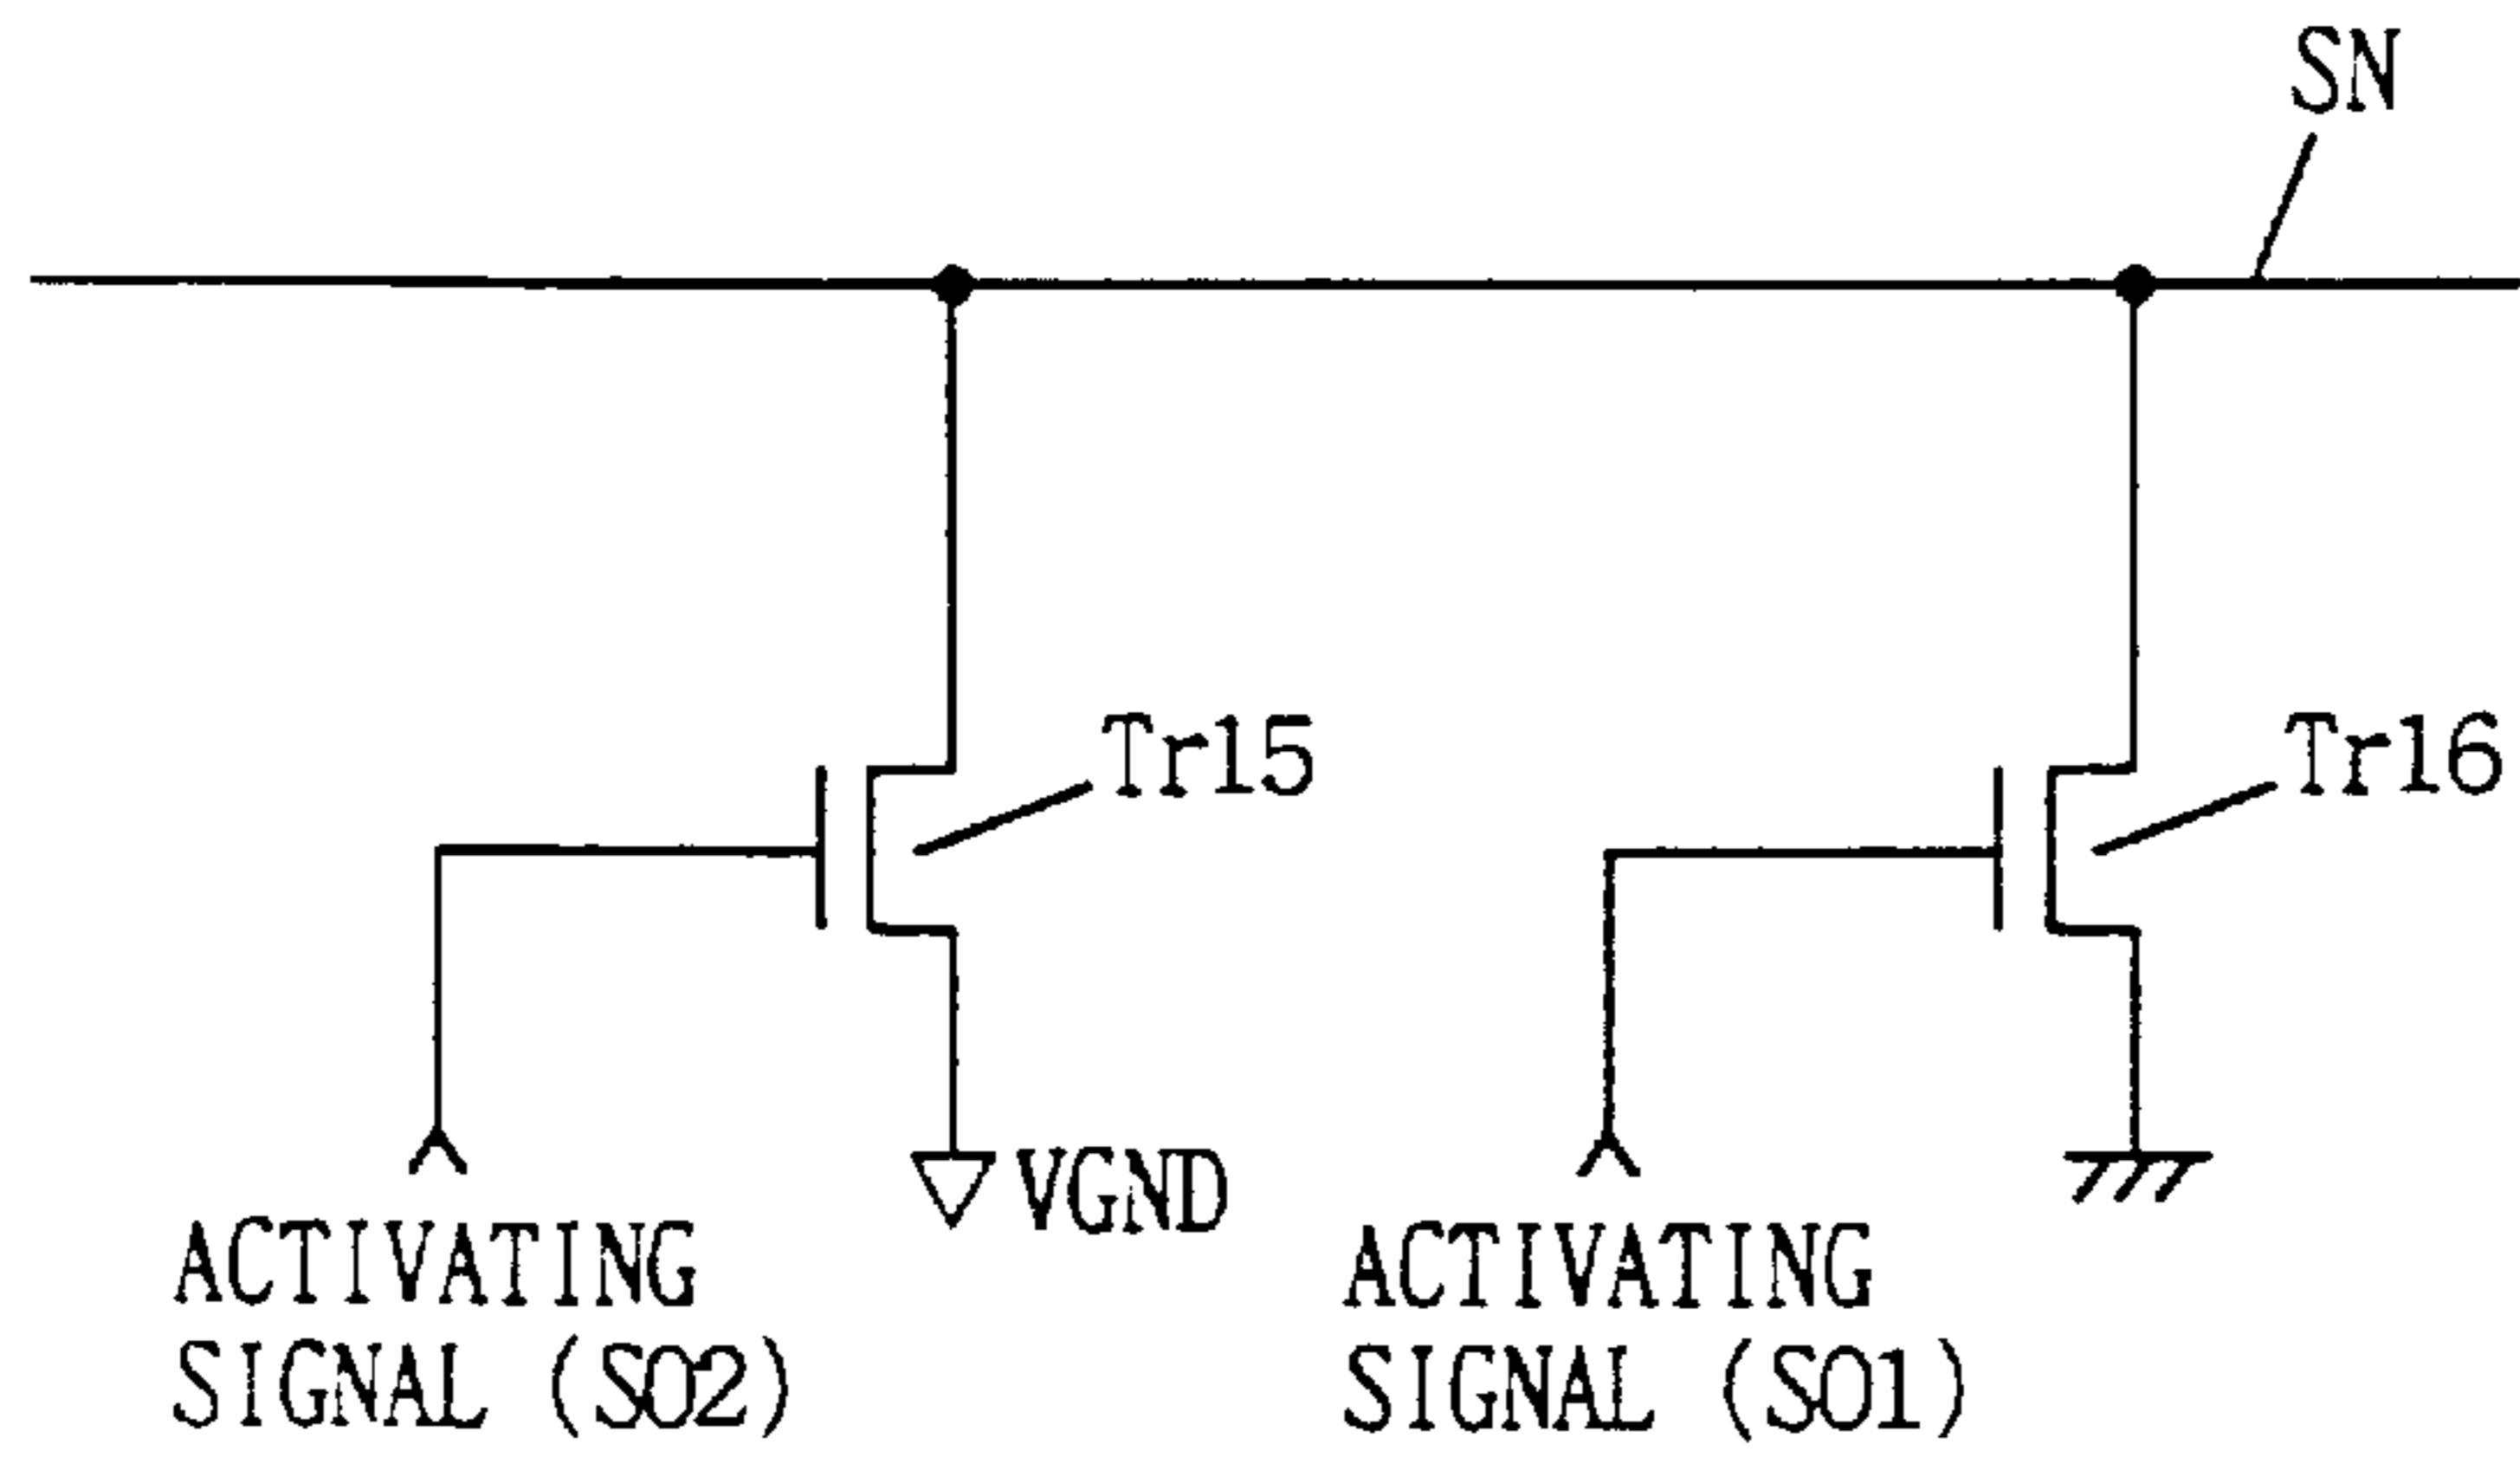 SN
Tr15
Tr16
VGND
ACTIVATING
SIGNAL (SO2)
ACTIVATING
SIGNAL (SO1)